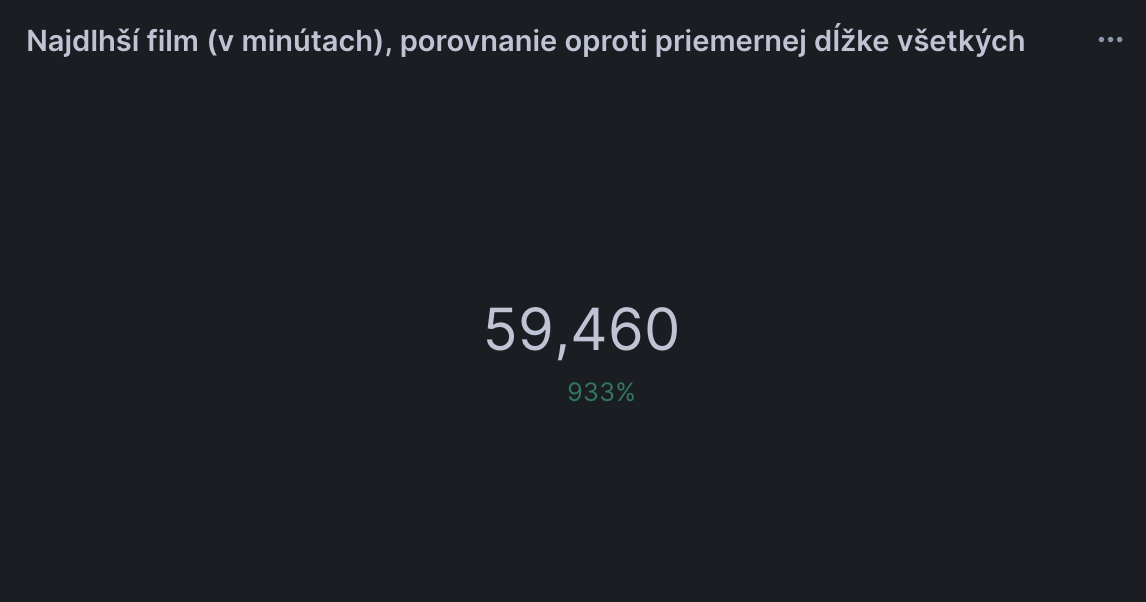 Najdlhší film (v minútach), porovnanie oproti priemernej dĺžke všetkých
59,460
933%